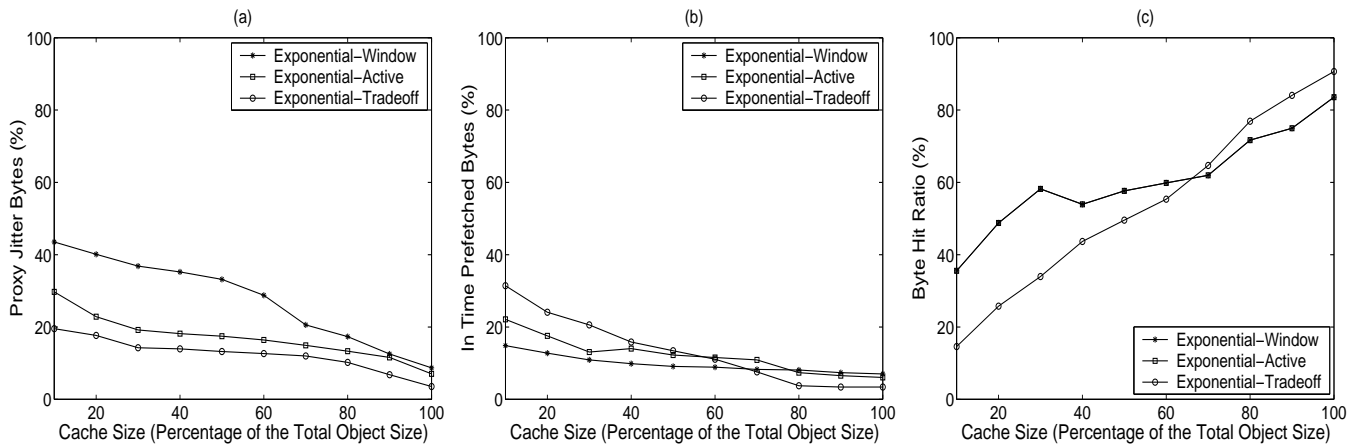 (a)
100
80
60
40
20
0
20
40
60
80
100
Proxy Jitter Bytes (%)
Cache Size (Percentage of the Total Object Size)
Exponential-Window
Exponential-Active
Exponential-Tradeoff
(b)
100
80
60
40
20
0
20
40
60
80
100
In Time Prefetched Bytes (%)
Cache Size (Percentage of the Total Object Size)
Exponential-Window
Exponential-Active
Exponential-Tradeoff
(c)
100
80
60
40
20
0
20
40
60
80
100
Byte Hit Ratio (%)
Cache Size (Percentage of the Total Object Size)
Exponential-Window
Exponential-Active
Exponential-Tradeoff